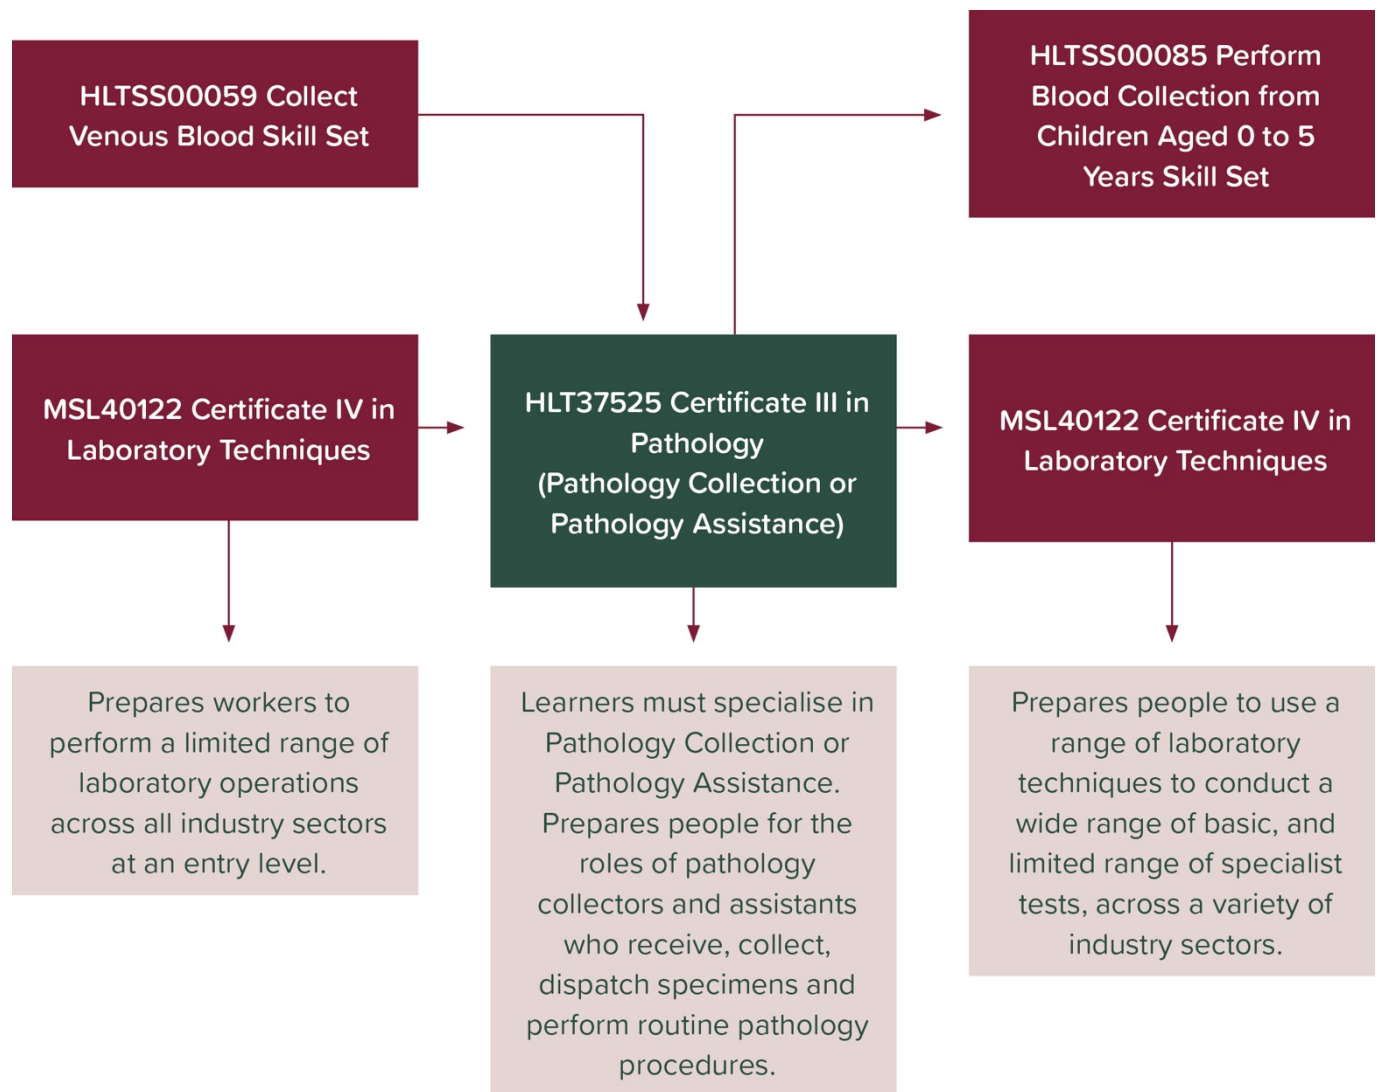 HLTSS00059 Collect
Venous Blood Skill Set
HLTSS00085 Perform
Blood Collection from
Children Aged 0 to 5
Years Skill Set
MSL40122 Certificate IV in
Laboratory Techniques
HLT37525 Certificate III in
Pathology
(Pathology Collection or
Pathology Assistance)
MSL40122 Certificate IV in
Laboratory Techniques
Prepares workers to
perform a limited range of
laboratory operations
across all industry sectors
at an entry level.
Learners must specialise in
Pathology Collection or
Pathology Assistance.
Prepares people for the
roles of pathology
collectors and assistants
who receive, collect,
dispatch specimens and
perform routine pathology
procedures.
Prepares people to use a
range of laboratory
techniques to conduct a
wide range of basic, and
limited range of specialist
tests, across a variety of
industry sectors.